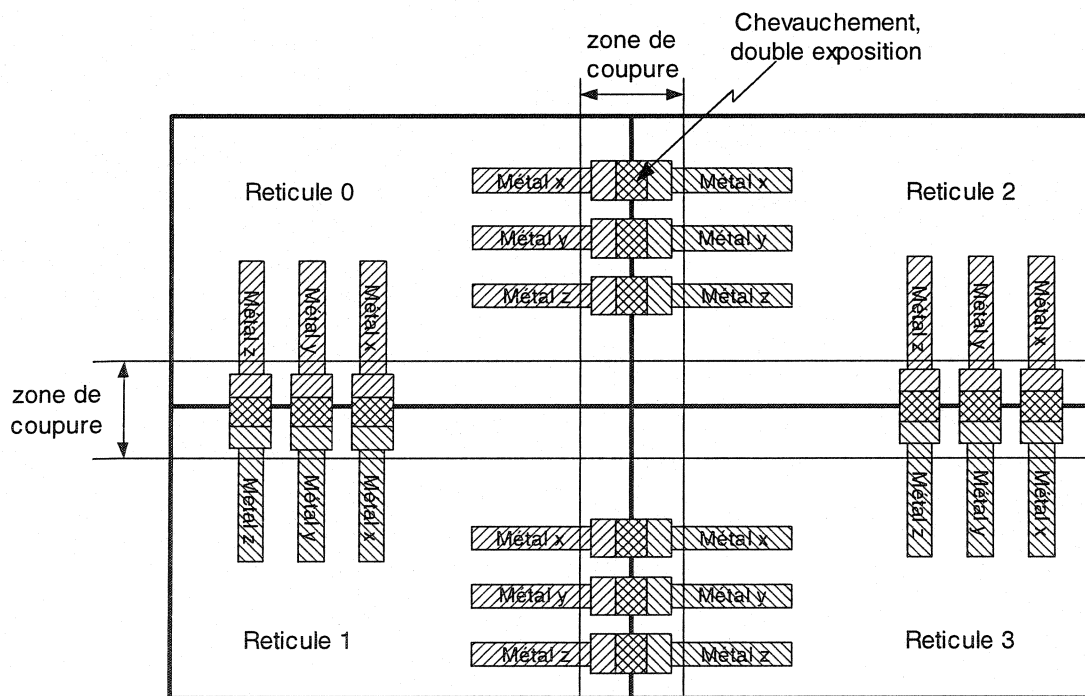 Chevauchement,
double exposition
zone de
coupure
Reticule 0
Reticule 2
Métal x
Métal x
Métal y
Métal y
Métal z
Métal z
Métal z
Métal y
Métal x
Métal z
Métal y
Métal x
zone de
coupure
Métal z
Métal y
Métal x
Métal z
Métal y
Métal x
Métal x
Métal x
Métal y
Métal y
Métal z
Métal z
Reticule 1
Reticule 3